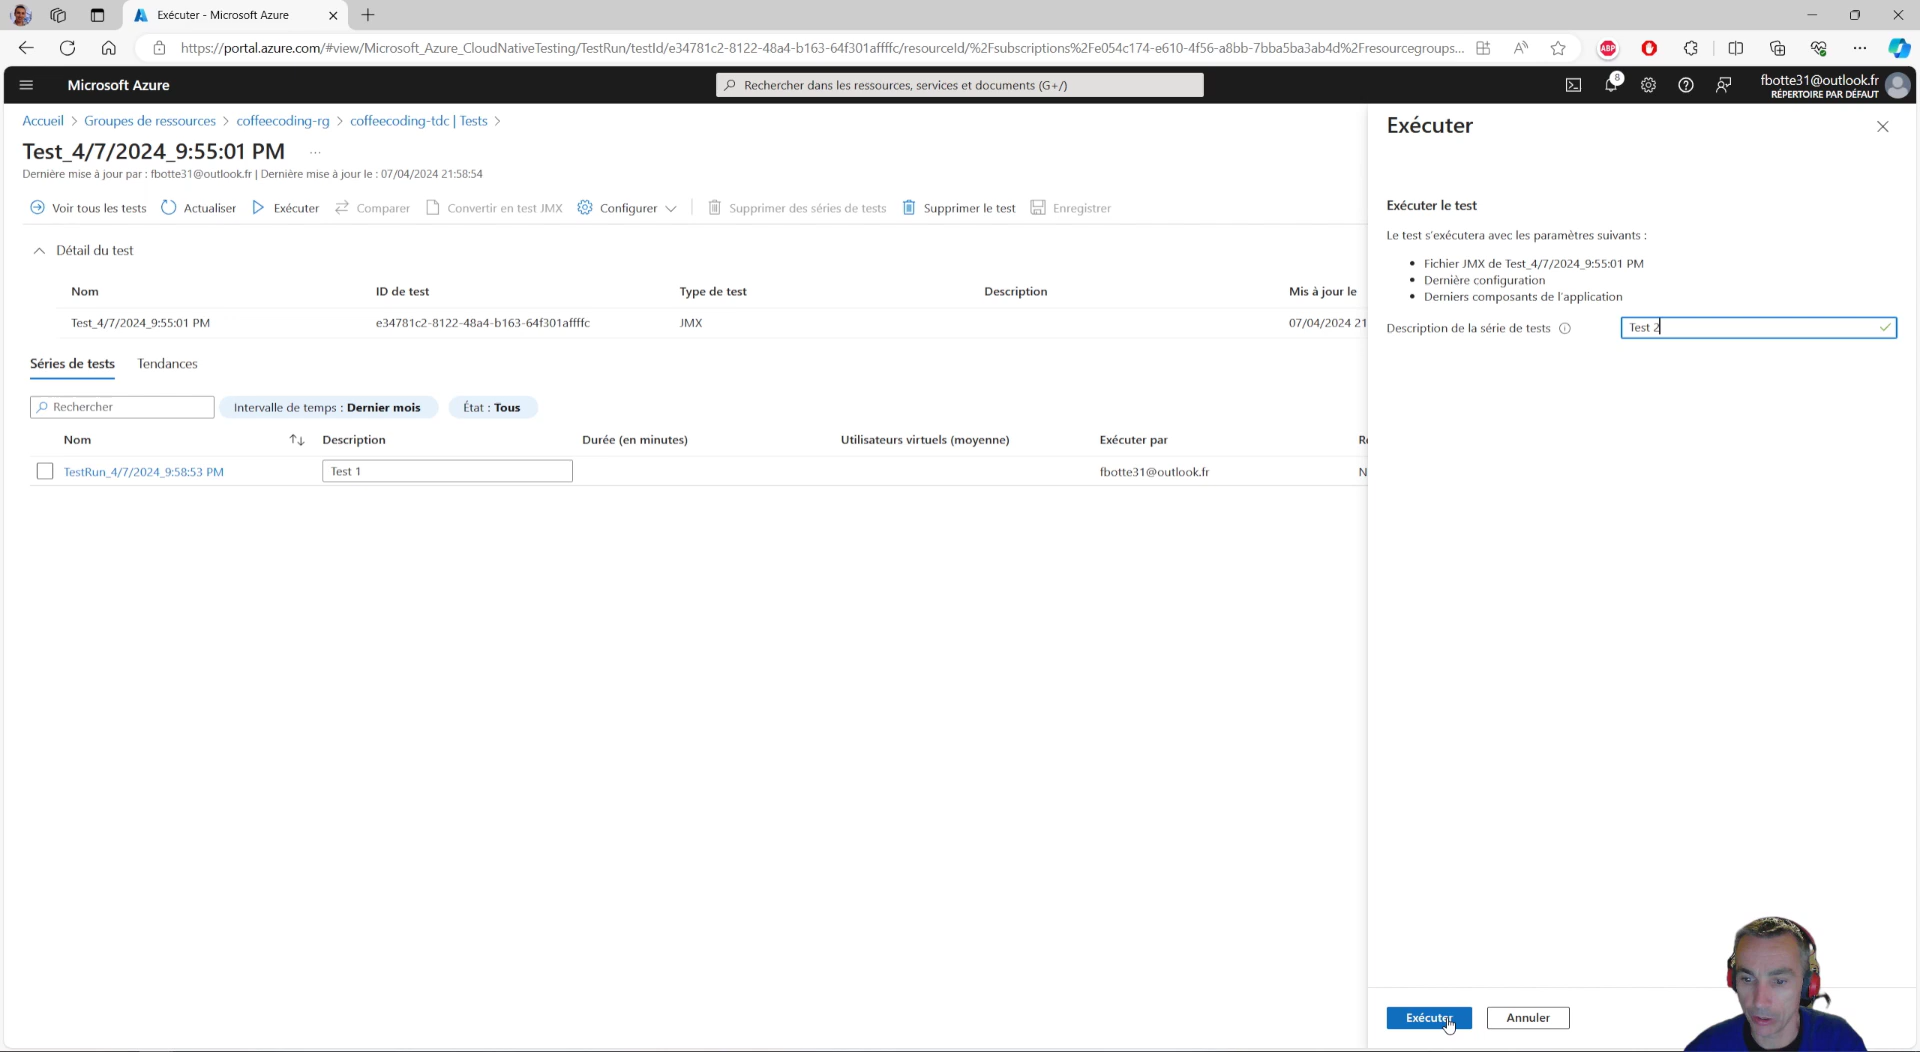 Exécuter - Microsoft Azure
https://portal.azure.com/#view/Microsoft_Azure_CloudNativeTesting/TestRun/testId/e34781c2-8122-48a4-b163-64f301affffc/resourceId/%2Fsubscriptions%2Fe054c174-e610-4f56-a8bb-7bba5ba3ab4d%2Fresourcegroups...
ABP
Microsoft Azure
Rechercher dans les ressources, services et documents (G+/)
8
fbotte31@outlook.fr
RÉPERTOIRE PAR DÉFAUT
Accueil > Groupes de ressources > coffeecoding-rg > coffeecoding-tdc | Tests >
Test_4/7/2024_9:55:01 PM ...
Dernière mise à jour par : fbotte31@outlook.fr | Dernière mise à jour le : 07/04/2024 21:58:54
Voir tous les tests Actualiser Exécuter Comparer Convertir en test JMX Configurer Supprimer des séries de tests Supprimer le test Enregistrer
Détail du test
Nom ID de test Type de test Description Mis à jour le
Test_4/7/2024_9:55:01 PM e34781c2-8122-48a4-b163-64f301affffc JMX 07/04/2024 21
Séries de tests Tendances
Rechercher Intervalle de temps : Dernier mois État : Tous
Nom Description Durée (en minutes) Utilisateurs virtuels (moyenne) Exécuter par
TestRun_4/7/2024_9:58:53 PM Test 1 fbotte31@outlook.fr N
Exécuter
Exécuter le test
Le test s'exécutera avec les paramètres suivants :
• Fichier JMX de Test_4/7/2024_9:55:01 PM
• Dernière configuration
• Derniers composants de l'application
Description de la série de tests Test 2
Exécuter Annuler